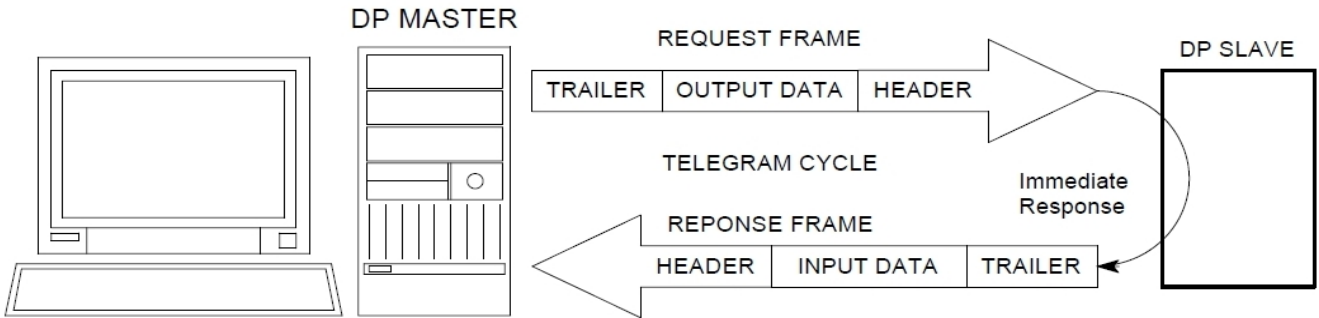 DP MASTER
REQUEST FRAME
DP SLAVE
TRAILER OUTPUT DATA HEADER
TELEGRAM CYCLE
Immediate
Response
REPONSE FRAME
HEADER INPUT DATA TRAILER